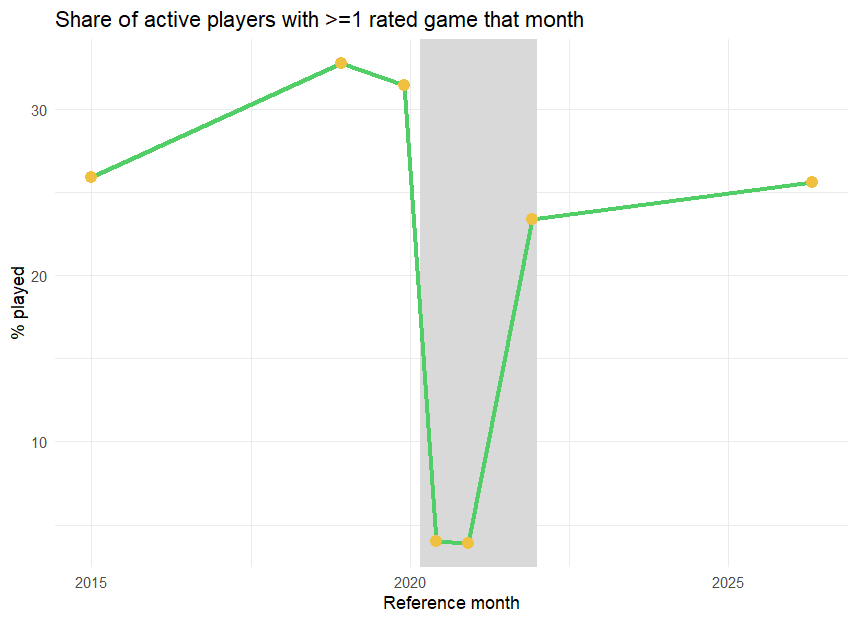 Share of active players with >=1 rated game that month
% played
30
20
10
2015
2020
2025
Reference month